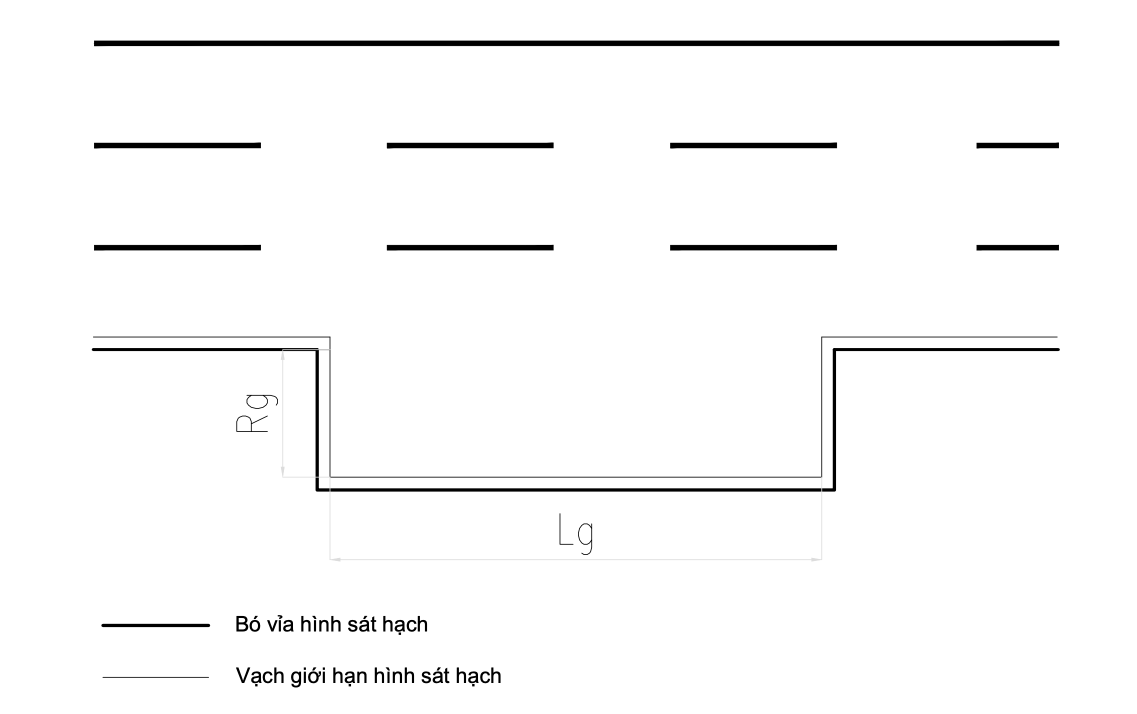 Rg
Lg
Bó vỉa hình sát hạch
Vạch giới hạn hình sát hạch